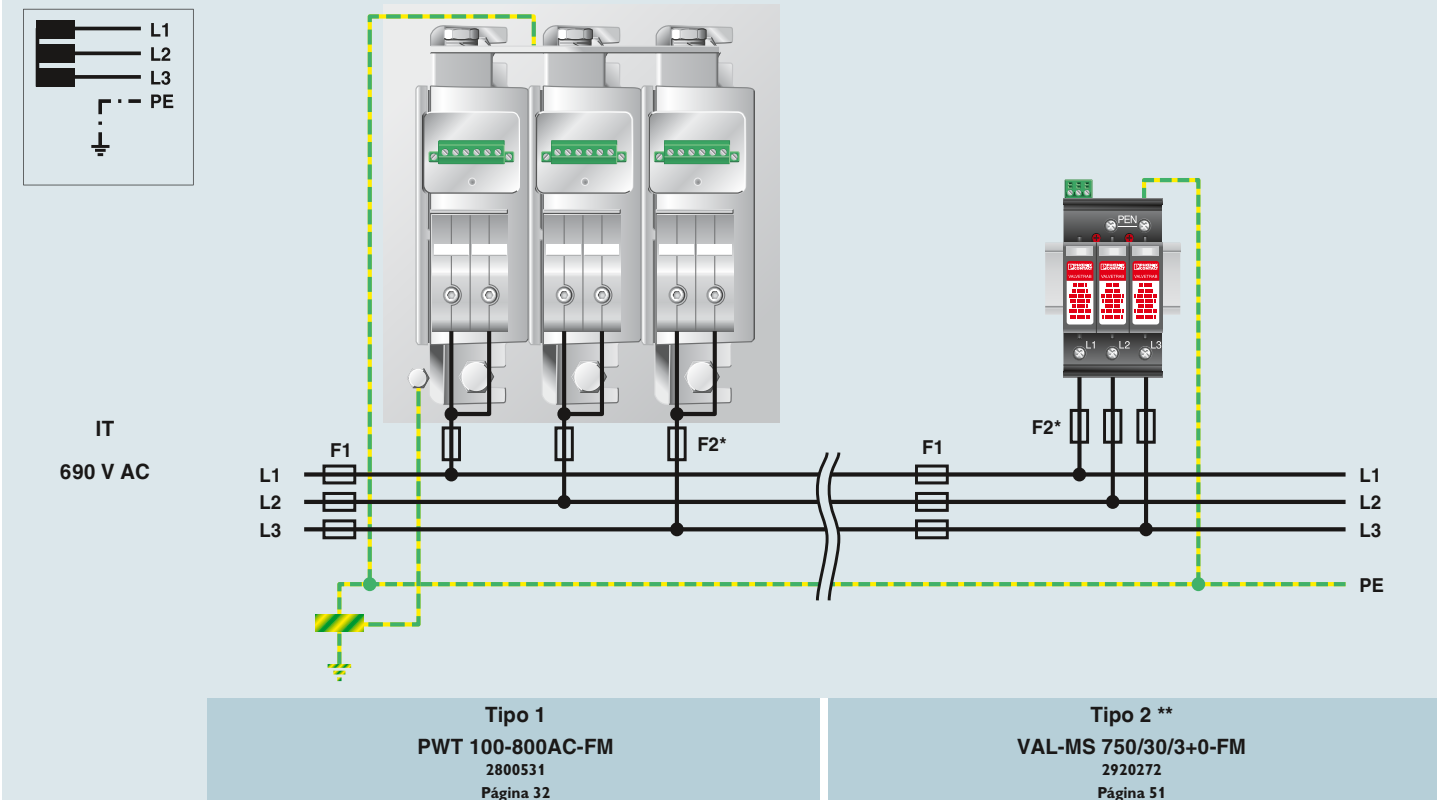 L1
L2
L3
PE
PEN
L1 L2 L3
IT
690 V AC
F1
F2*
F1
F2*
L1
L2
L3
L1
L2
L3
PE
Tipo 1
PWT 100-800AC-FM
2800531
Página 32
Tipo 2 **
VAL-MS 750/30/3+0-FM
2920272
Página 51